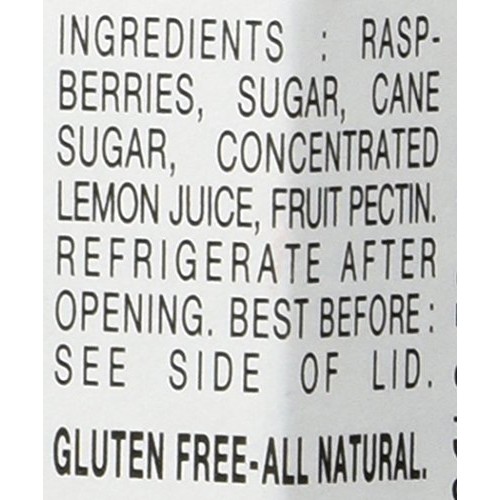 INGREDIENTS : RASP-
BERRIES, SUGAR, CANE
SUGAR, CONCENTRATED
LEMON JUICE, FRUIT PECTIN.
REFRIGERATE AFTER
OPENING. BEST BEFORE :
SEE SIDE OF LID.
GLUTEN FREE-ALL NATURAL.